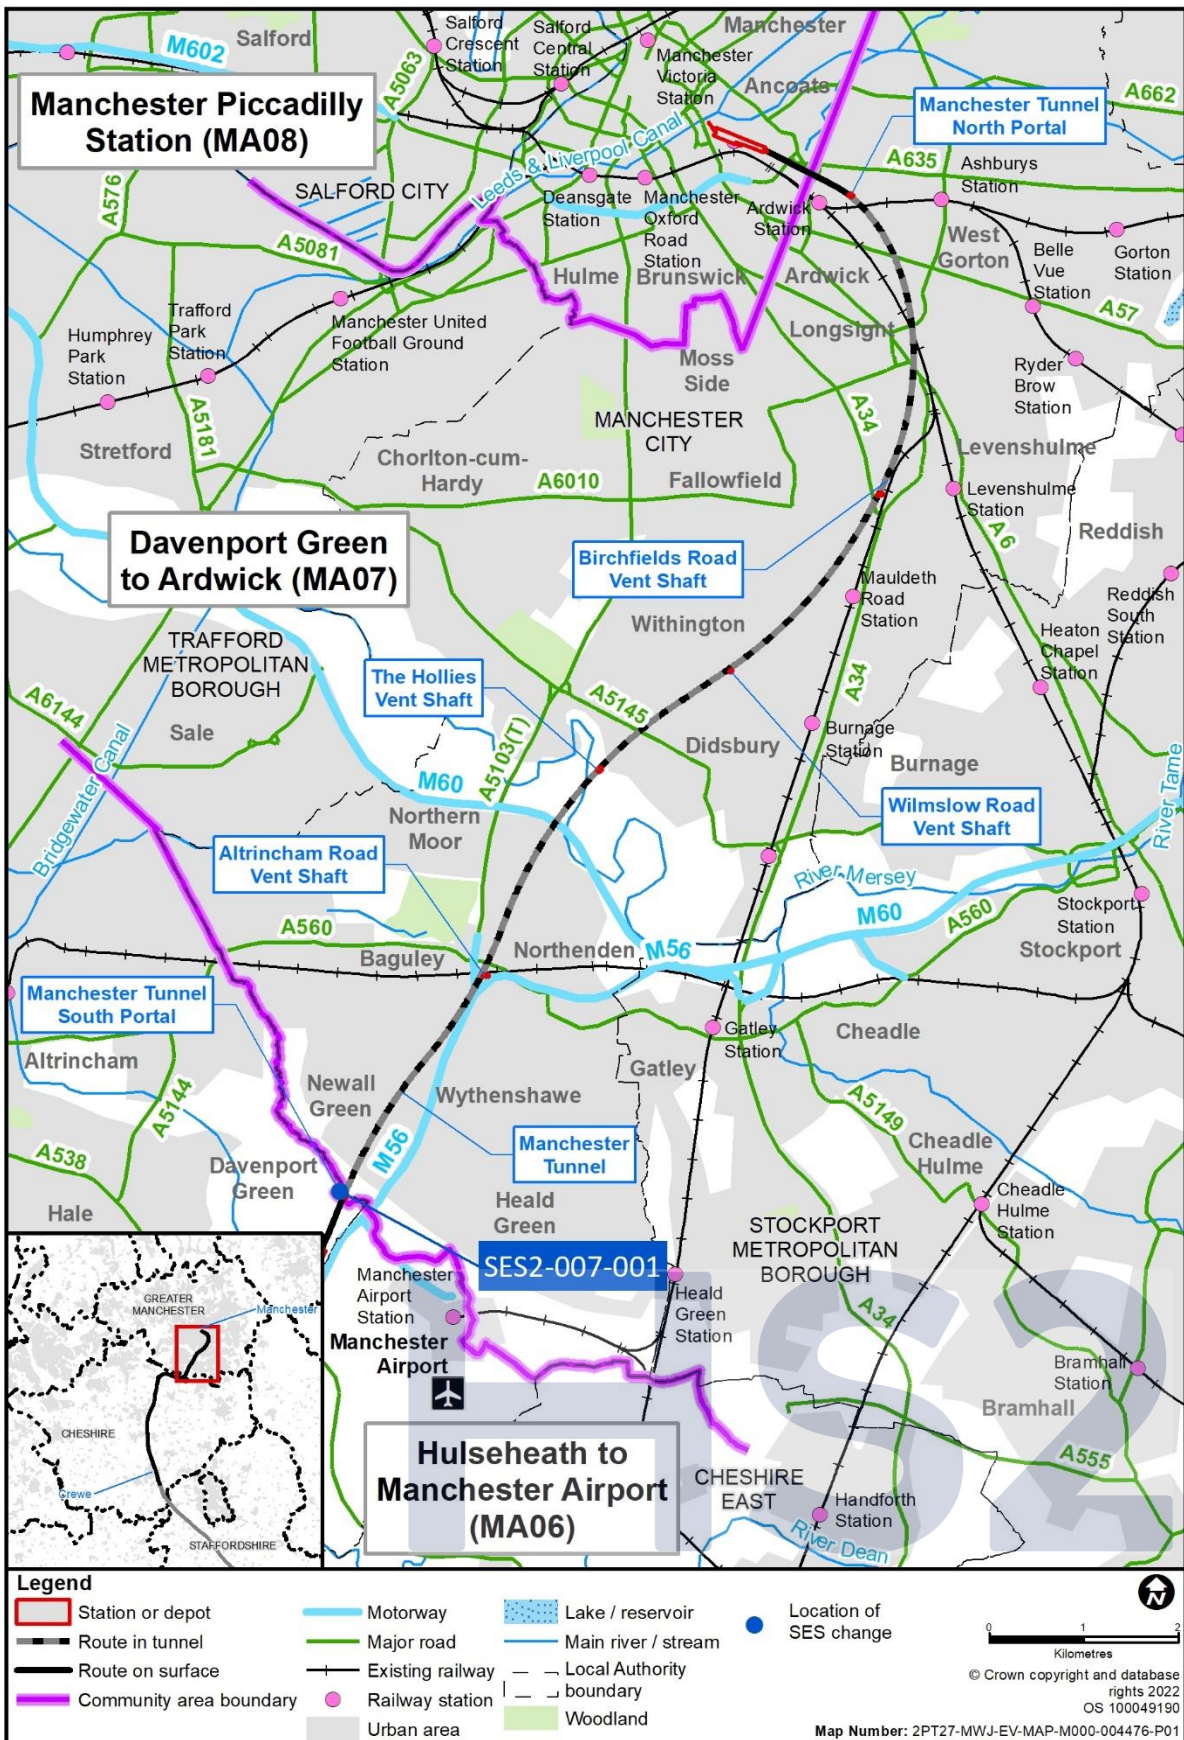 M602
Salford
Salford
Crescent
Station
Salford
Central
Station
Manchester
Manchester
Victoria
Station
Ancoats
A5063
A662
Manchester Piccadilly
Station (MA08)
Manchester Tunnel
North Portal
Leeds & Liverpool Canal
A635
Ashburys
Station
A576
SALFORD CITY
Deansgate
Station
Manchester
Oxford
Road
Station
Ardwick
Station
West
Gorton
Belle
Vue
Station
Gorton
Station
A5081
Hulme
Brunswick
Ardwick
A57
Trafford
Park
Station
Humphrey
Park
Station
Manchester United
Football Ground
Station
Longsight
Moss
Side
Ryder
Brow
Station
A5181
MANCHESTER
CITY
A34
Stretford
Chorlton-cum-
Hardy
A6010
Fallowfield
Levenshulme
Levenshulme
Station
A6
Reddish
Davenport Green
to Ardwick (MA07)
Birchfields Road
Vent Shaft
Mauldeth
Road
Station
Reddish
South
Station
Withington
Heaton
Chapel
Station
TRAFFORD
METROPOLITAN
BOROUGH
The Hollies
Vent Shaft
A34
A6144
Sale
A5145
Didsbury
Burnage
Station
Burnage
Bridgewater Canal
A5103(T)
M60
Northern
Moor
Wilmslow Road
Vent Shaft
River Tame
Altrincham Road
Vent Shaft
River Mersey
M60
A560
Stockport
Station
Stockport
A560
Baguley
Northenden
M56
Manchester Tunnel
South Portal
Gatley
Station
Cheadle
Altrincham
Gatley
Newall
Green
Wythenshawe
A5144
A5149
Cheadle
Hulme
M56
Manchester
Tunnel
A538
Davenport
Green
Cheadle
Hulme
Station
Hale
Heald
Green
STOCKPORT
METROPOLITAN
BOROUGH
SES2-007-001
Manchester
Airport
Station
Heald
Green
Station
GREATER
MANCHESTER
Manchester
Manchester
Airport
A34
Bramhall
Station
Bramhall
CHESHIRE
Crewe
STAFFORDSHIRE
Hulseheath to
Manchester Airport
(MA06)
CHESHIRE
EAST
A555
Handforth
Station
River Dean
HS2
Legend
Station or depot
Route in tunnel
Route on surface
Community area boundary
Motorway
Major road
Existing railway
Railway station
Urban area
Lake / reservoir
Main river / stream
Local Authority
boundary
Woodland
Location of
SES change
N
0 1 2
Kilometres
© Crown copyright and database
rights 2022
OS 100049190
Map Number: 2PT27-MWJ-EV-MAP-M000-004476-P01